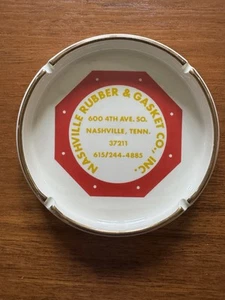 NASHVILLE RUBBER & GASKET CO., INC.
600 4TH AVE. SO.
NASHVILLE, TENN.
37211
615/244-4883